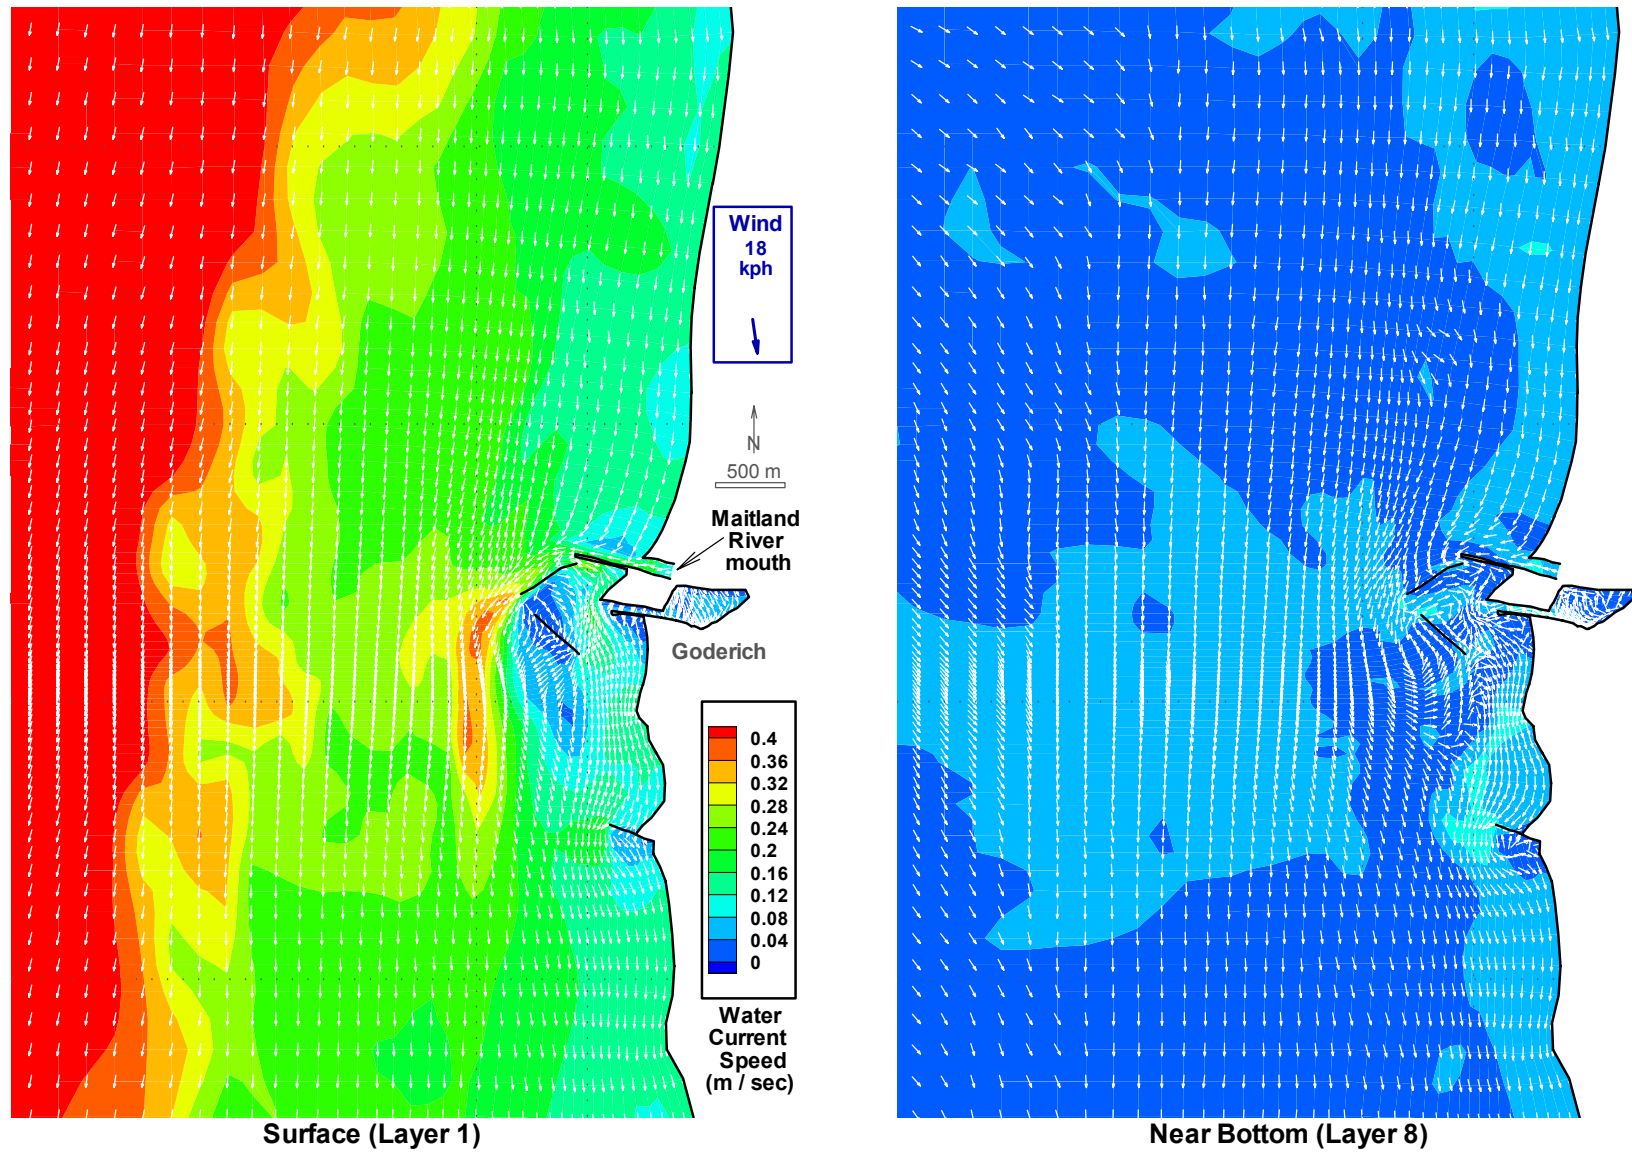 Wind
18
kph
N
500 m
Maitland
River
mouth
Goderich
0.4
0.36
0.32
0.28
0.24
0.2
0.16
0.12
0.08
0.04
0
Water
Current
Speed
(m / sec)
Surface (Layer 1)
Near Bottom (Layer 8)